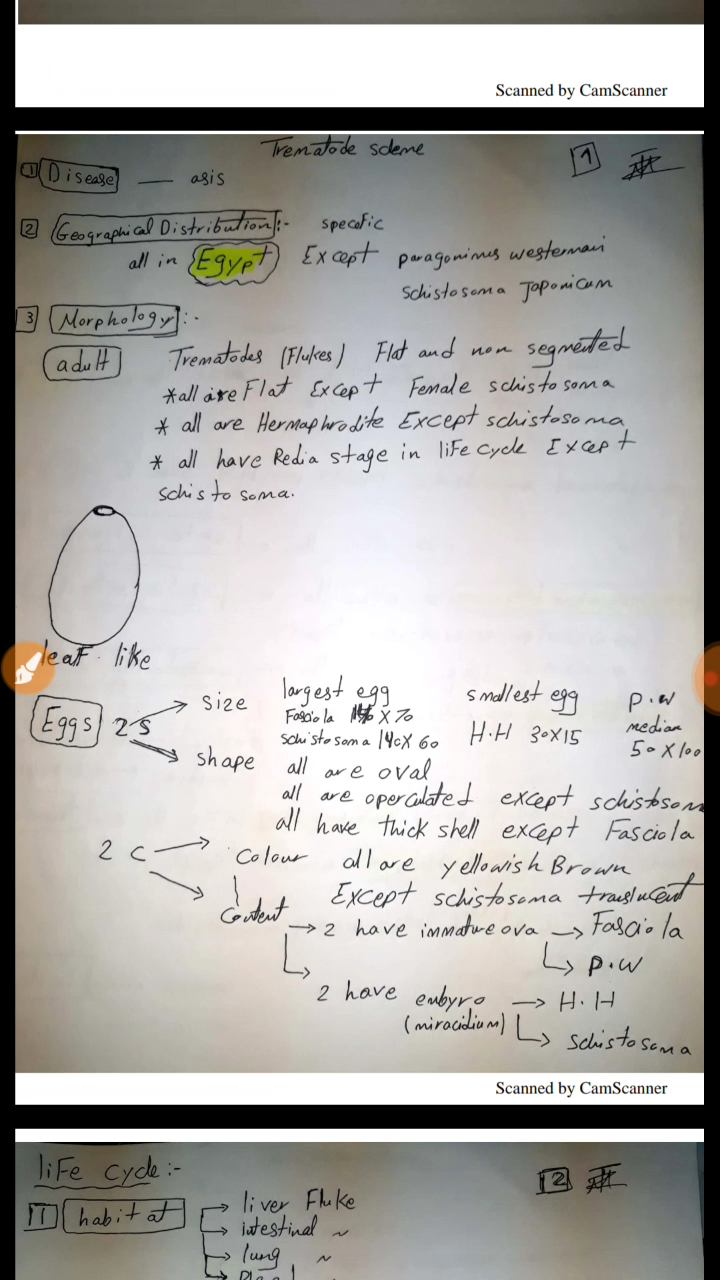 Scanned by CamScanner
Trematode scleme
1 Disease — asis
1
2 Geographical Distribution :- specific
all in Egypt Except paragonimus westermani
schistosoma Japonicum
3 Morphology :-
adult Trematodes (Flukes) Flat and non segmented
* all are Flat Except Female schistosoma
* all are Hermaphrodite Except schistosoma
* all have Redia stage in life cycle Except
schistosoma.
leaf like
Eggs 2S → size largest egg smallest egg P.W
Fasciola X 70 H.H 30X15 median
schistosoma 140X 60 50 X 100
→ shape all are oval
all are operculated except schistosom
all have thick shell except Fasciola
2 C → Colour all are yellowish Brown
Except schistosoma translucent
Content → 2 have immature ova → Fasciola
↳ P.W
↳ 2 have embyro → H.H
(miracidium) ↳ schistosoma
Scanned by CamScanner
life cycle :-
2
1 habitat → liver Fluke
→ intestinal ~
→ lung ~